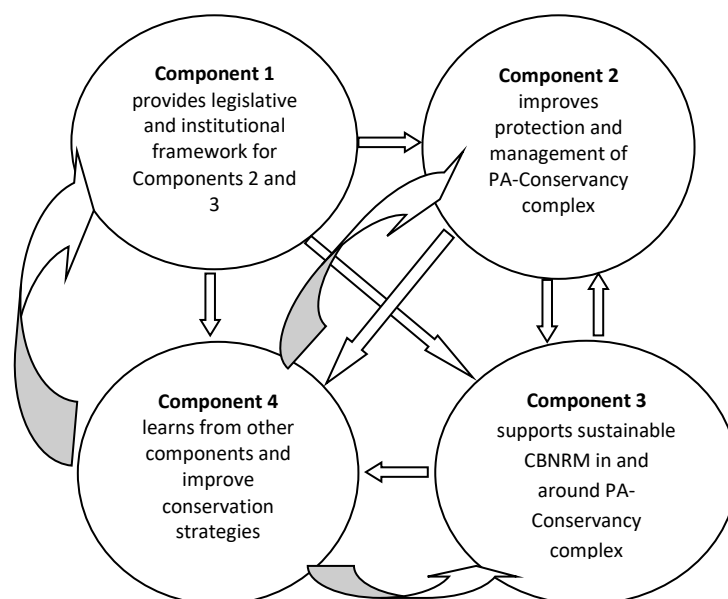 Component 1
provides legislative
and institutional
framework for
Components 2 and
3
Component 2
improves
protection and
management of
PA-Conservancy
complex
Component 4
learns from other
components and
improve
conservation
strategies
Component 3
supports sustainable
CBNRM in and
around PA-
Conservancy
complex